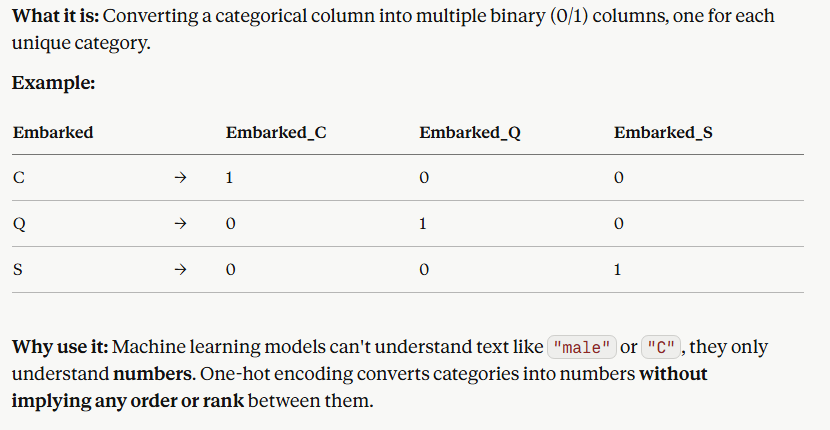 What it is: Converting a categorical column into multiple binary (0/1) columns, one for each
unique category.
Example:
Embarked Embarked_C Embarked_Q Embarked_S
C → 1 0 0
Q → 0 1 0
S → 0 0 1
Why use it: Machine learning models can't understand text like "male" or "C", they only
understand numbers. One-hot encoding converts categories into numbers without
implying any order or rank between them.